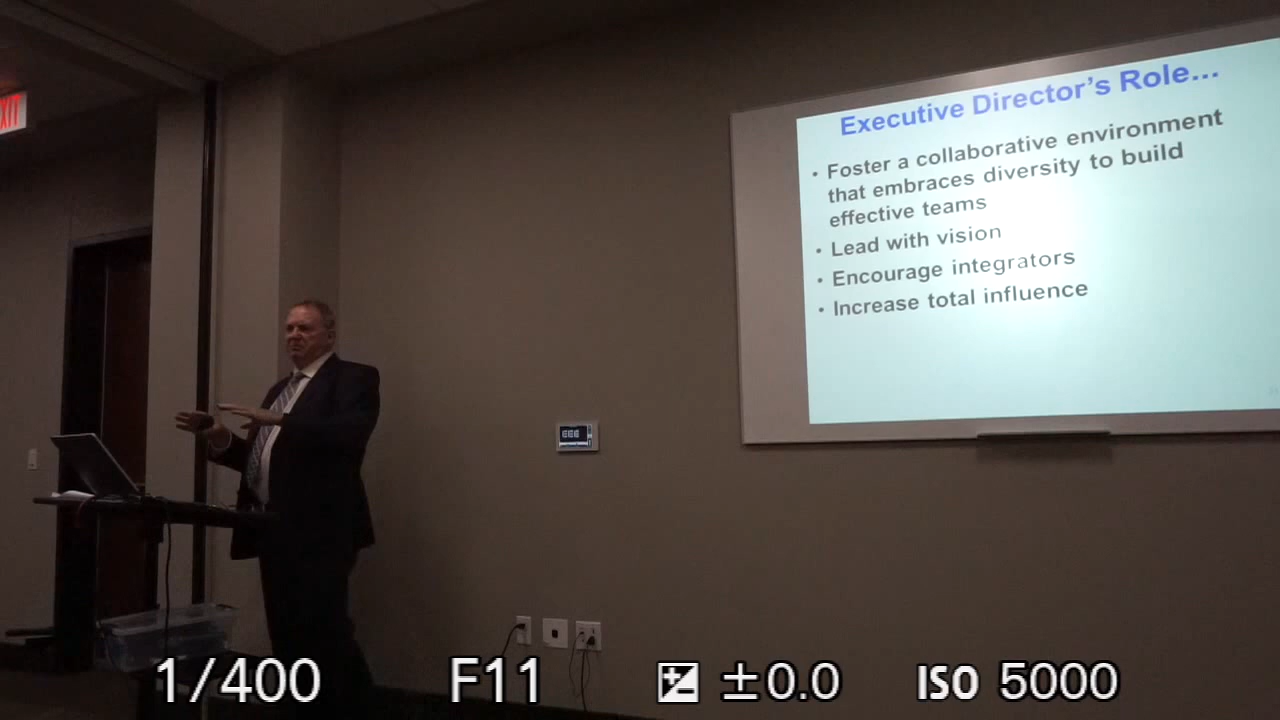 XIT
Executive Director's Role...
• Foster a collaborative environment
that embraces diversity to build
effective teams
• Lead with vision
• Encourage integrators
• Increase total influence
1/400 F11 ±0.0 ISO 5000